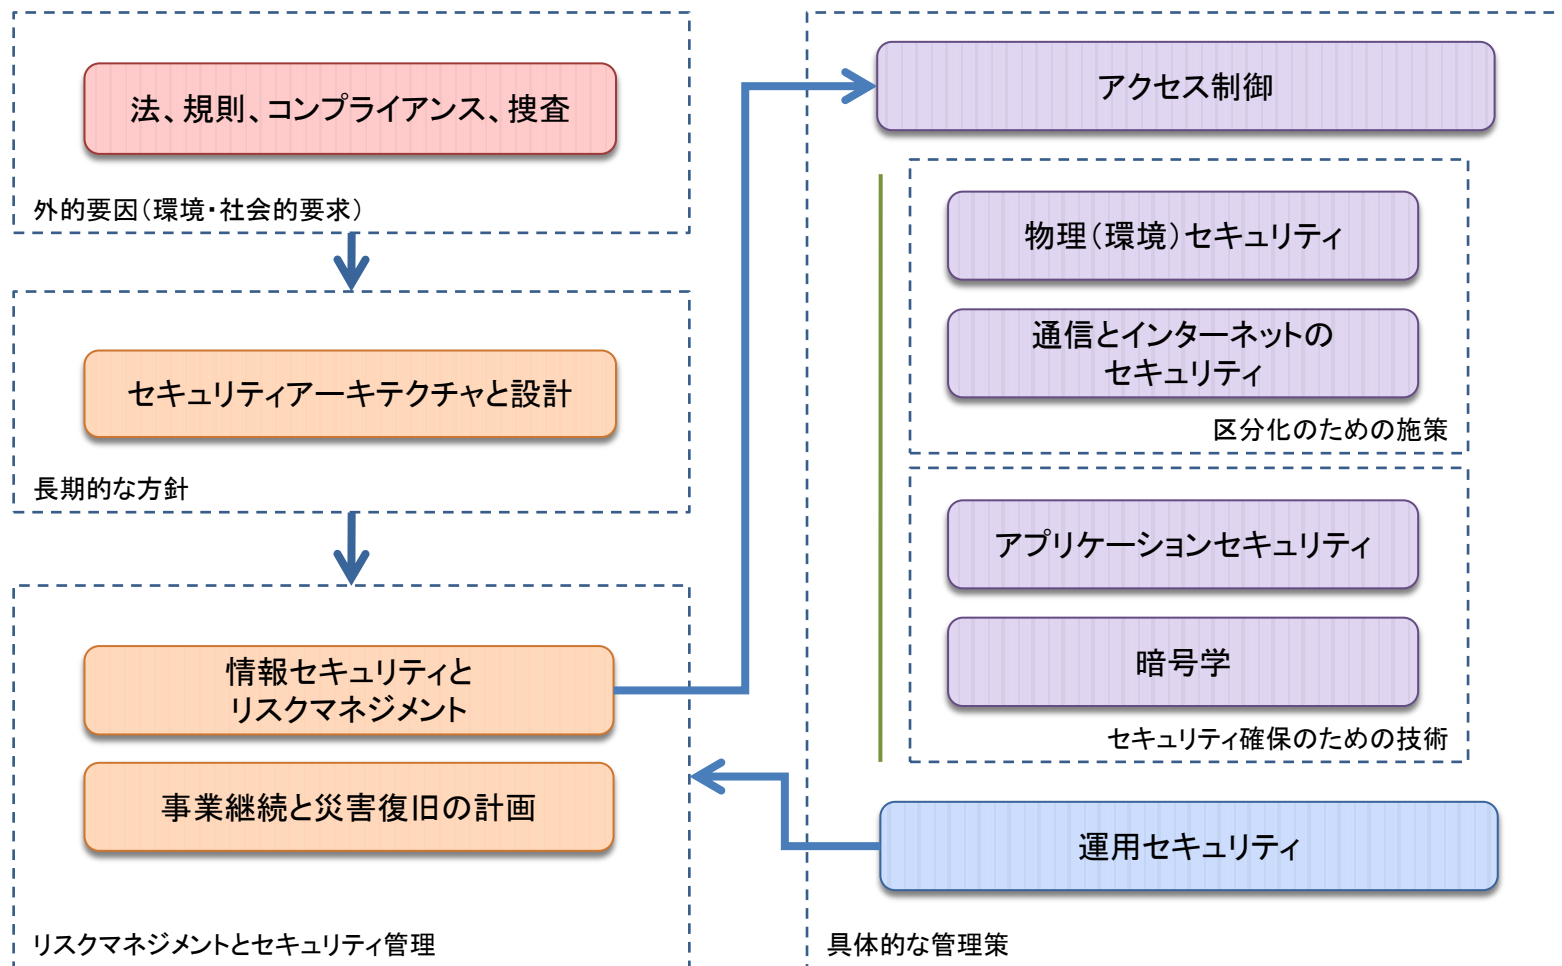 法、規則、コンプライアンス、捜査
外的要因（環境・社会的要求）
セキュリティアーキテクチャと設計
長期的な方針
情報セキュリティと
リスクマネジメント
事業継続と災害復旧の計画
リスクマネジメントとセキュリティ管理
アクセス制御
物理（環境）セキュリティ
通信とインターネットの
セキュリティ
区分化のための施策
アプリケーションセキュリティ
暗号学
セキュリティ確保のための技術
運用セキュリティ
具体的な管理策